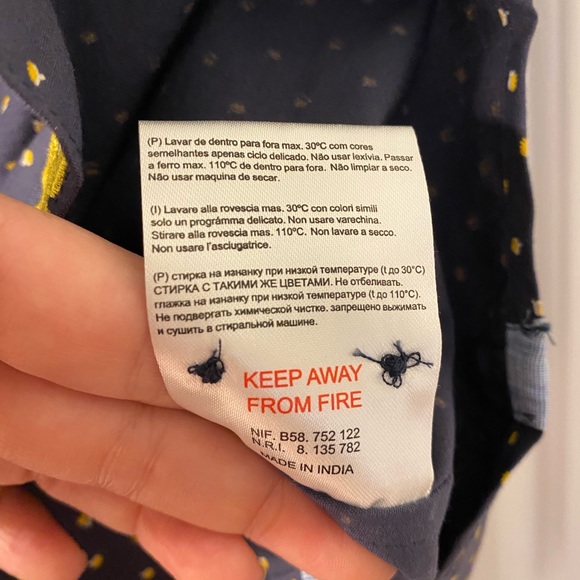 (P) Lavar de dentro para fora max. 30ºC com cores
semelhantes apenas ciclo delicado. Não usar lexívia. Passar
a ferro max. 110ºC de dentro para fora. Não limpiar a seco.
Não usar maquina de secar.
(I) Lavare alla rovescia mas. 30ºC con colori simili
solo un prográmma delicato. Non usare varechina.
Stirare alla rovescia mas. 110ºC. Non lavare a secco.
Non usare l'asciugatrice.
(P) стирка на изнанку при низкой температуре (t до 30°C)
СТИРКА С ТАКИМИ ЖЕ ЦВЕТАМИ. Не отбеливать.
глажка на изнанку при низкой температуре (t до 110°C).
Не подвергать химической чистке. запрещено выжимать
и сушить в стиральной машине.
KEEP AWAY
FROM FIRE
NIF. B58. 752 122
N.R.I. 8. 135 782
MADE IN INDIA